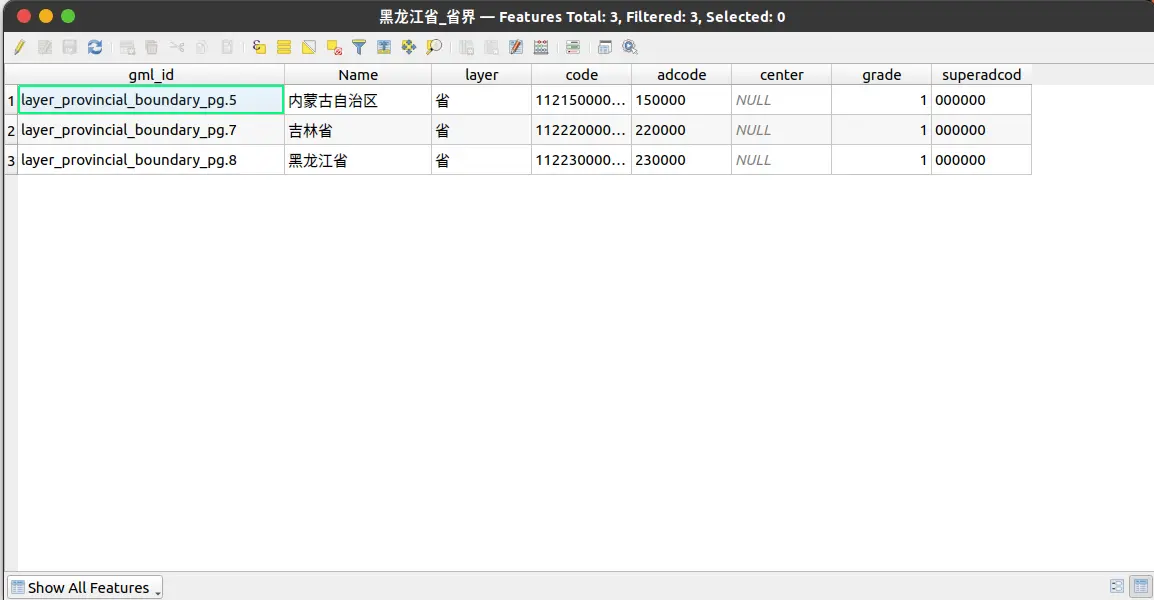 黑龙江省_省界 — Features Total: 3, Filtered: 3, Selected: 0
gml_id Name layer code adcode center grade superadcod
1 layer_provincial_boundary_pg.5 内蒙古自治区 省 112150000... 150000 NULL 1 000000
2 layer_provincial_boundary_pg.7 吉林省 省 112220000... 220000 NULL 1 000000
3 layer_provincial_boundary_pg.8 黑龙江省 省 112230000... 230000 NULL 1 000000
Show All Features